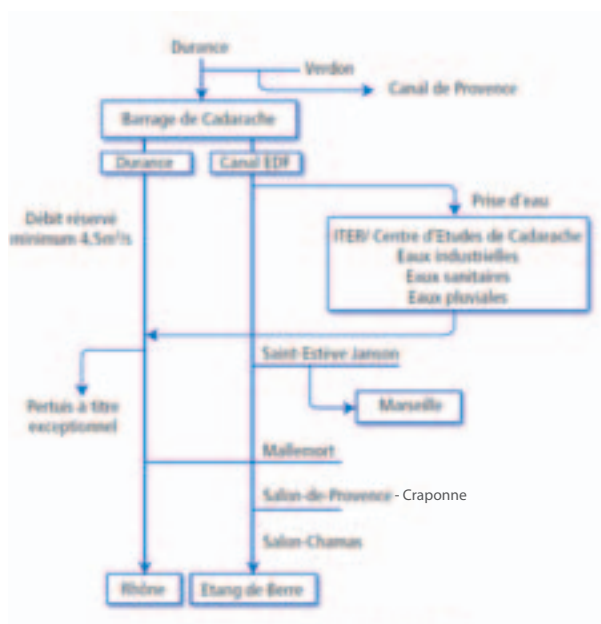 Durance
Verdon
Canal de Provence
Barrage de Cadarache
Durance
Canal EDF
Prise d'eau
Débit réservé
minimum 4,5m³/s
ITER/ Centre d'Etudes de Cadarache
Eaux industrielles
Eaux sanitaires
Eaux pluviales
Saint-Estève Janson
Pertuis à titre
exceptionnel
Marseille
Mallemort
Salon-de-Provence - Craponne
Salon-Chamas
Rhône
Etang de Berre